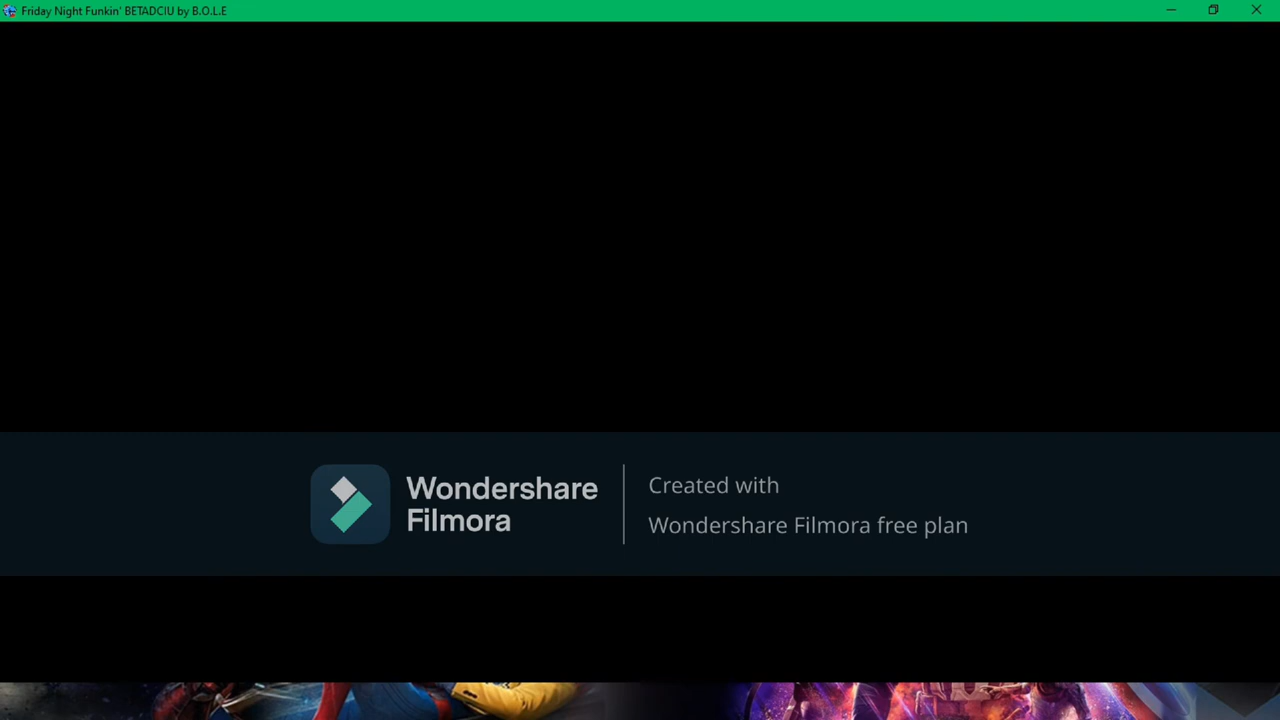 Friday Night Funkin' BETADCIU by B.O.L.E
Wondershare
Filmora
Created with
Wondershare Filmora free plan